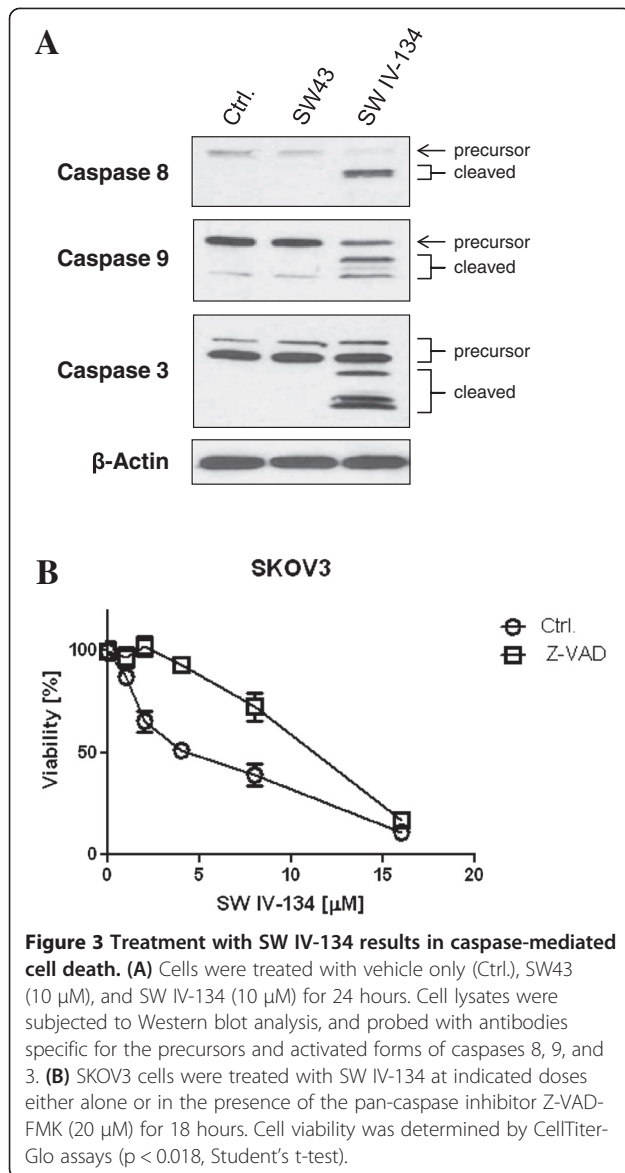 A
Ctrl.
SW43
SW IV-134
Caspase 8
precursor
cleaved
Caspase 9
precursor
cleaved
Caspase 3
precursor
cleaved
β-Actin
B
SKOV3
Viability [%]
100
50
0
0
5
10
15
20
SW IV-134 [µM]
Ctrl.
Z-VAD
Figure 3 Treatment with SW IV-134 results in caspase-mediated
cell death. (A) Cells were treated with vehicle only (Ctrl.), SW43
(10 μM), and SW IV-134 (10 μM) for 24 hours. Cell lysates were
subjected to Western blot analysis, and probed with antibodies
specific for the precursors and activated forms of caspases 8, 9, and
3. (B) SKOV3 cells were treated with SW IV-134 at indicated doses
either alone or in the presence of the pan-caspase inhibitor Z-VAD-
FMK (20 μM) for 18 hours. Cell viability was determined by CellTiter-
Glo assays (p < 0.018, Student's t-test).